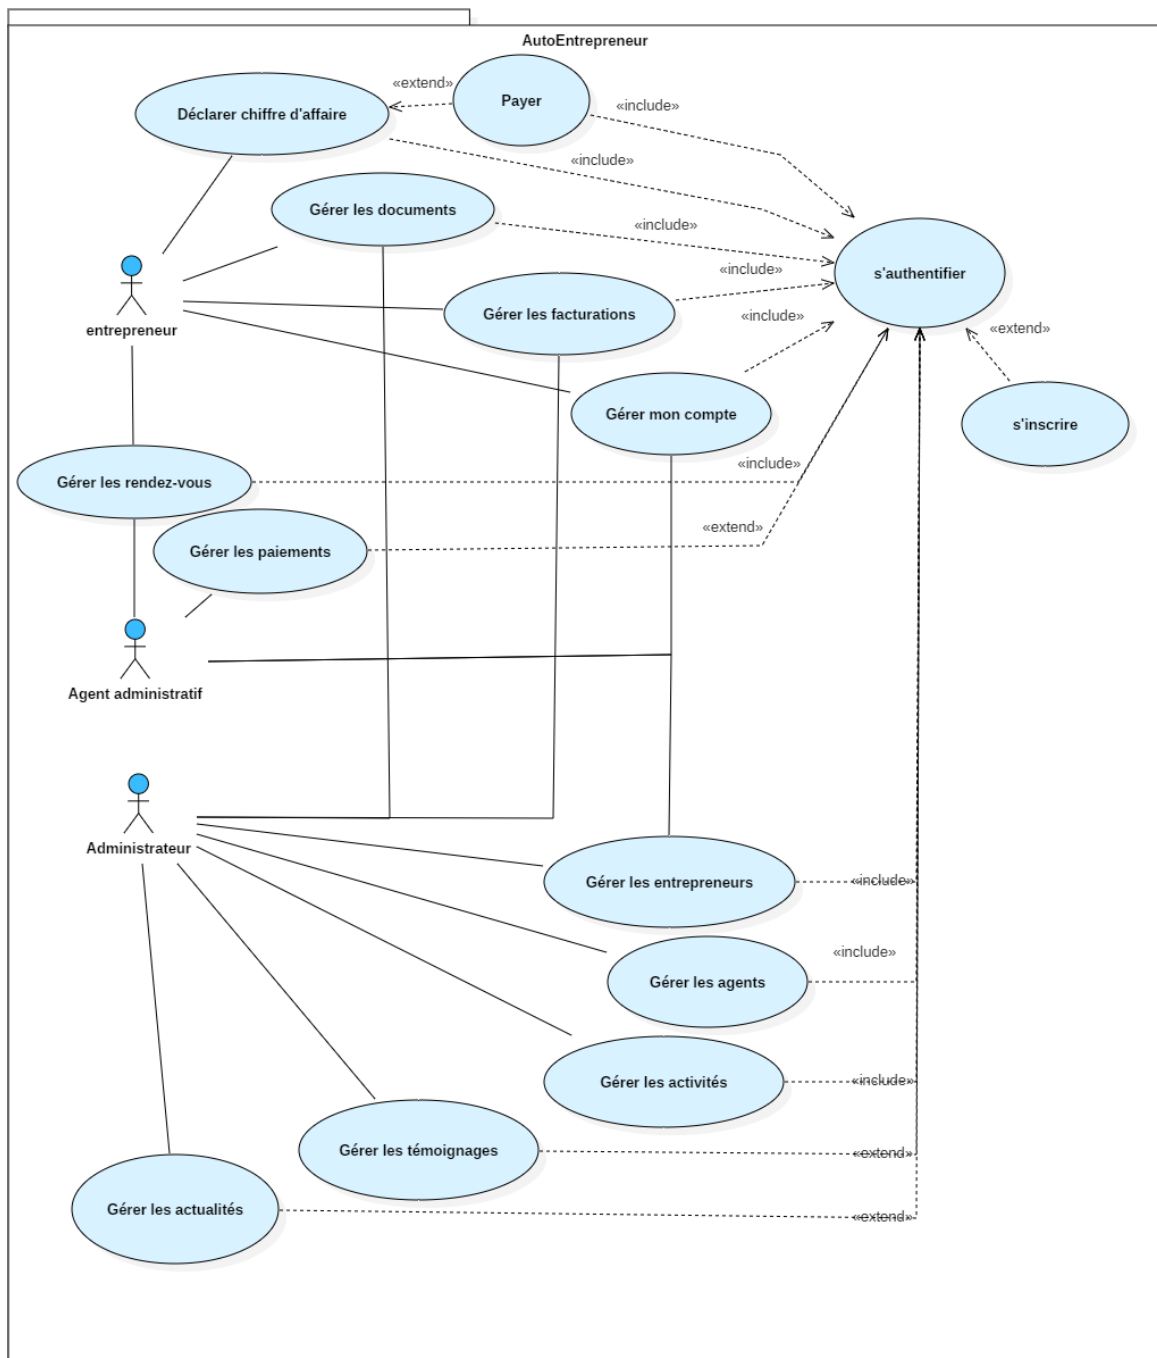 AutoEntrepreneur
«extend»
Payer
«include»
Déclarer chiffre d'affaire
«include»
Gérer les documents
«include»
s'authentifier
«include»
Gérer les facturations
«include»
«extend»
entrepreneur
Gérer mon compte
s'inscrire
Gérer les rendez-vous
«include»
«extend»
Gérer les paiements
Agent administratif
Administrateur
Gérer les entrepreneurs
«include»
«include»
Gérer les agents
Gérer les activités
«include»
Gérer les témoignages
«extend»
Gérer les actualités
«extend»